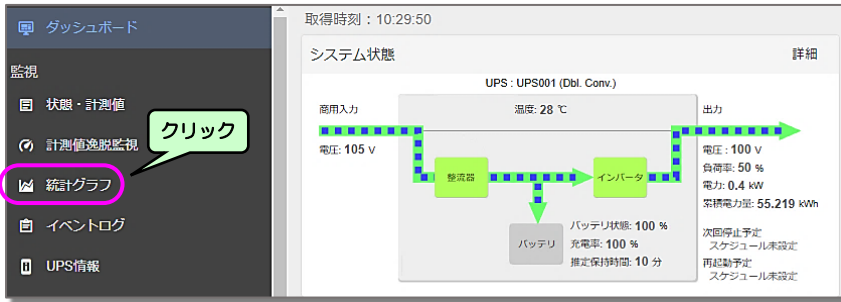 ダッシュボード
監視
状態・計測値
計測値逸脱監視
統計グラフ
イベントログ
UPS情報
クリック
取得時刻：10:29:50
システム状態
詳細
UPS : UPS001 (Dbl. Conv.)
商用入力
温度: 28 ℃
出力
電圧: 105 V
電圧: 100 V
負荷率: 50 %
電力: 0.4 kW
累積電力量: 55.219 kWh
整流器
インバータ
バッテリ
バッテリ状態: 100 %
充電率: 100 %
推定保持時間: 10 分
次回停止予定
スケジュール未設定
再起動予定
スケジュール未設定